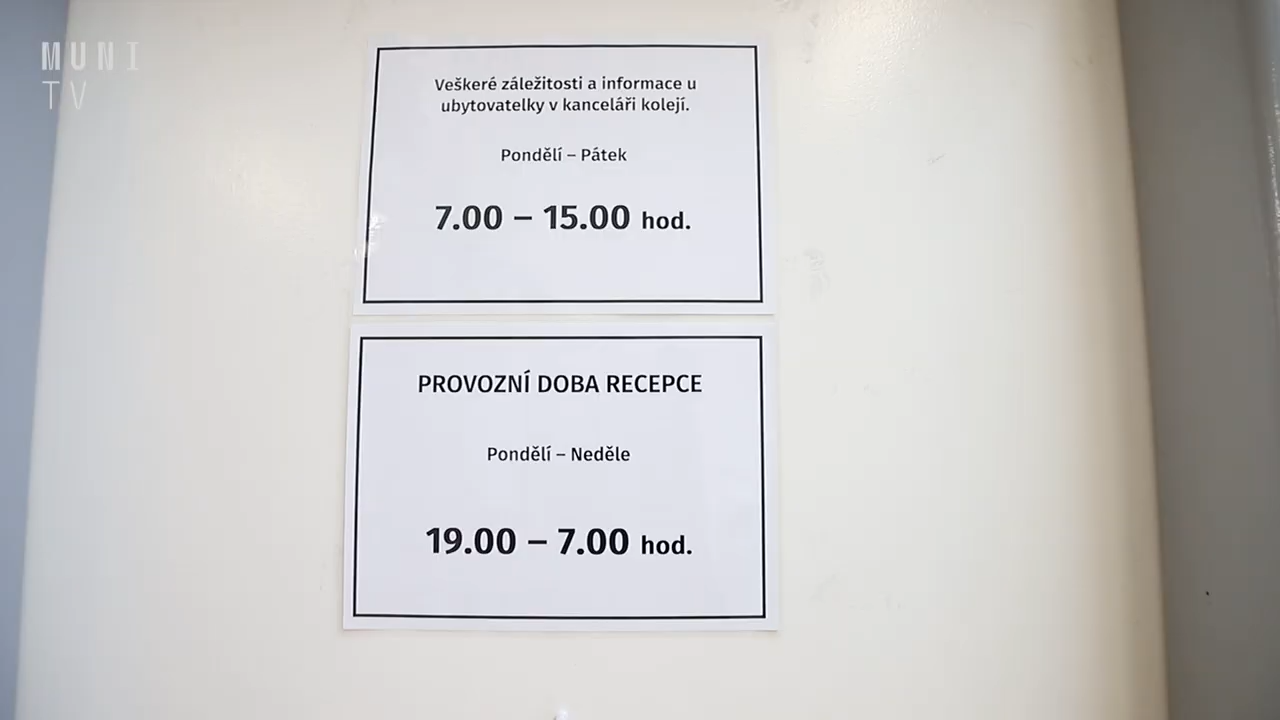 MUNI
TV
Veškeré záležitosti a informace u
ubytovatelky v kanceláři kolejí.
Pondělí – Pátek
7.00 – 15.00 hod.
PROVOZNÍ DOBA RECEPCE
Pondělí – Neděle
19.00 – 7.00 hod.